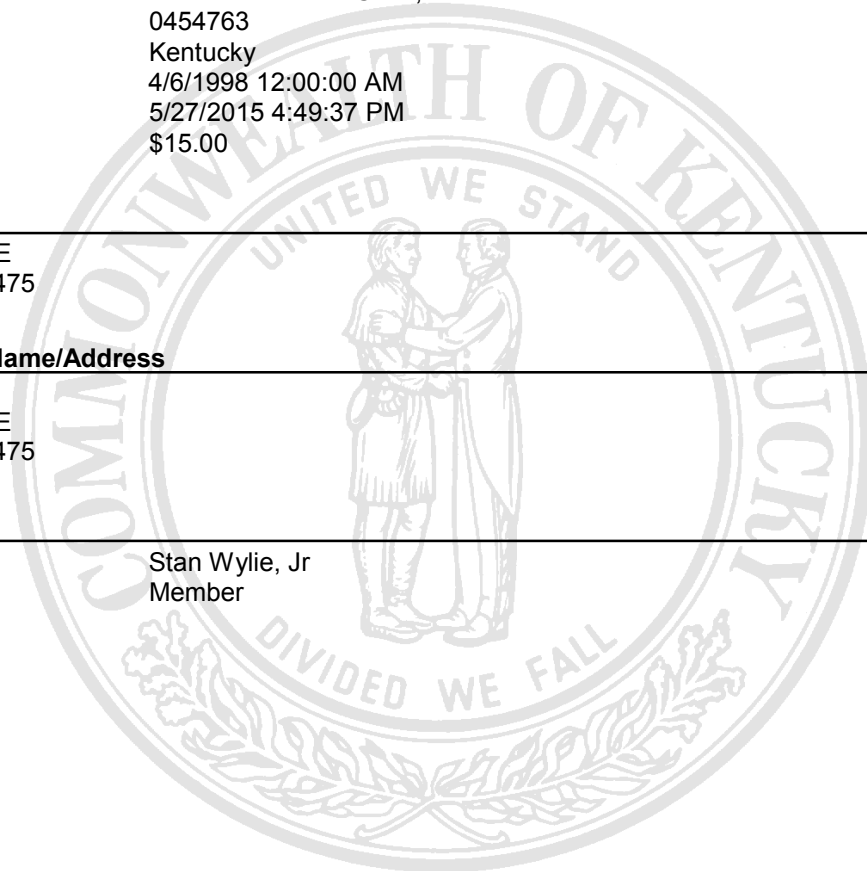 0454763
Kentucky
4/6/1998 12:00:00 AM
5/27/2015 4:49:37 PM
$15.00
E
475
lame/Address
E
475
Stan Wylie, Jr
Member
COMMONWEALTH OF KENTUCKY
UNITED WE STAND
DIVIDED WE FALL